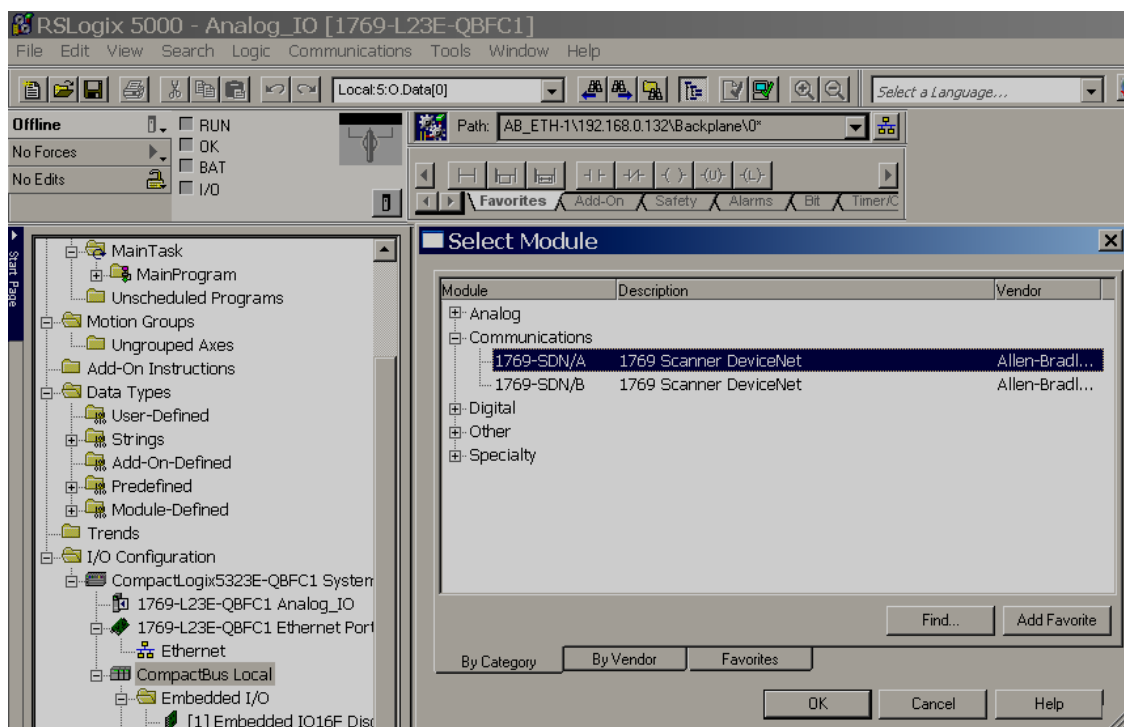 RSLogix 5000 - Analog_IO [1769-L23E-QBFC1]
File Edit View Search Logic Communications Tools Window Help
Local:5:O.Data[0]
Select a Language...
Offline
RUN
No Forces
OK
No Edits
BAT
I/O
Path: AB_ETH-1\192.168.0.132\Backplane\0*
Favorites Add-On Safety Alarms Bit Timer/C
Start Page
MainTask
MainProgram
Unscheduled Programs
Motion Groups
Ungrouped Axes
Add-On Instructions
Data Types
User-Defined
Strings
Add-On-Defined
Predefined
Module-Defined
Trends
I/O Configuration
CompactLogix5323E-QBFC1 System
1769-L23E-QBFC1 Analog_IO
1769-L23E-QBFC1 Ethernet Port
Ethernet
CompactBus Local
Embedded I/O
[1] Embedded IQ16F Disc
Select Module
Module Description Vendor
Analog
Communications
1769-SDN/A 1769 Scanner DeviceNet Allen-Bradl...
1769-SDN/B 1769 Scanner DeviceNet Allen-Bradl...
Digital
Other
Specialty
Find... Add Favorite
By Category By Vendor Favorites
OK Cancel Help